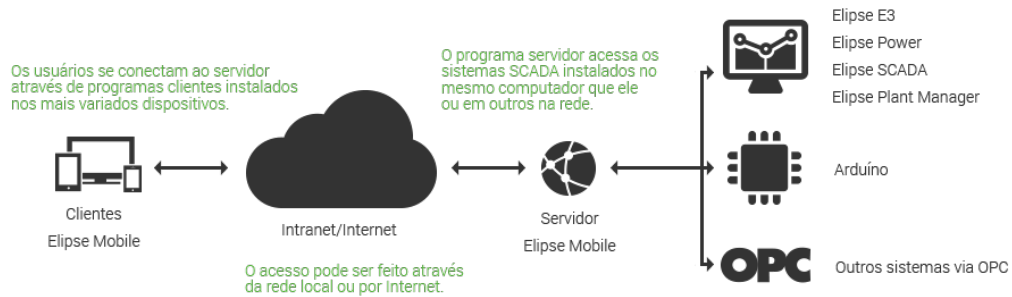 Os usuários se conectam ao servidor
através de programas clientes instalados
nos mais variados dispositivos.
Clientes
Elipse Mobile
Intranet/Internet
O acesso pode ser feito através
da rede local ou por Internet.
O programa servidor acessa os
sistemas SCADA instalados no
mesmo computador que ele
ou em outros na rede.
Servidor
Elipse Mobile
Elipse E3
Elipse Power
Elipse SCADA
Elipse Plant Manager
Arduíno
OPC
Outros sistemas via OPC